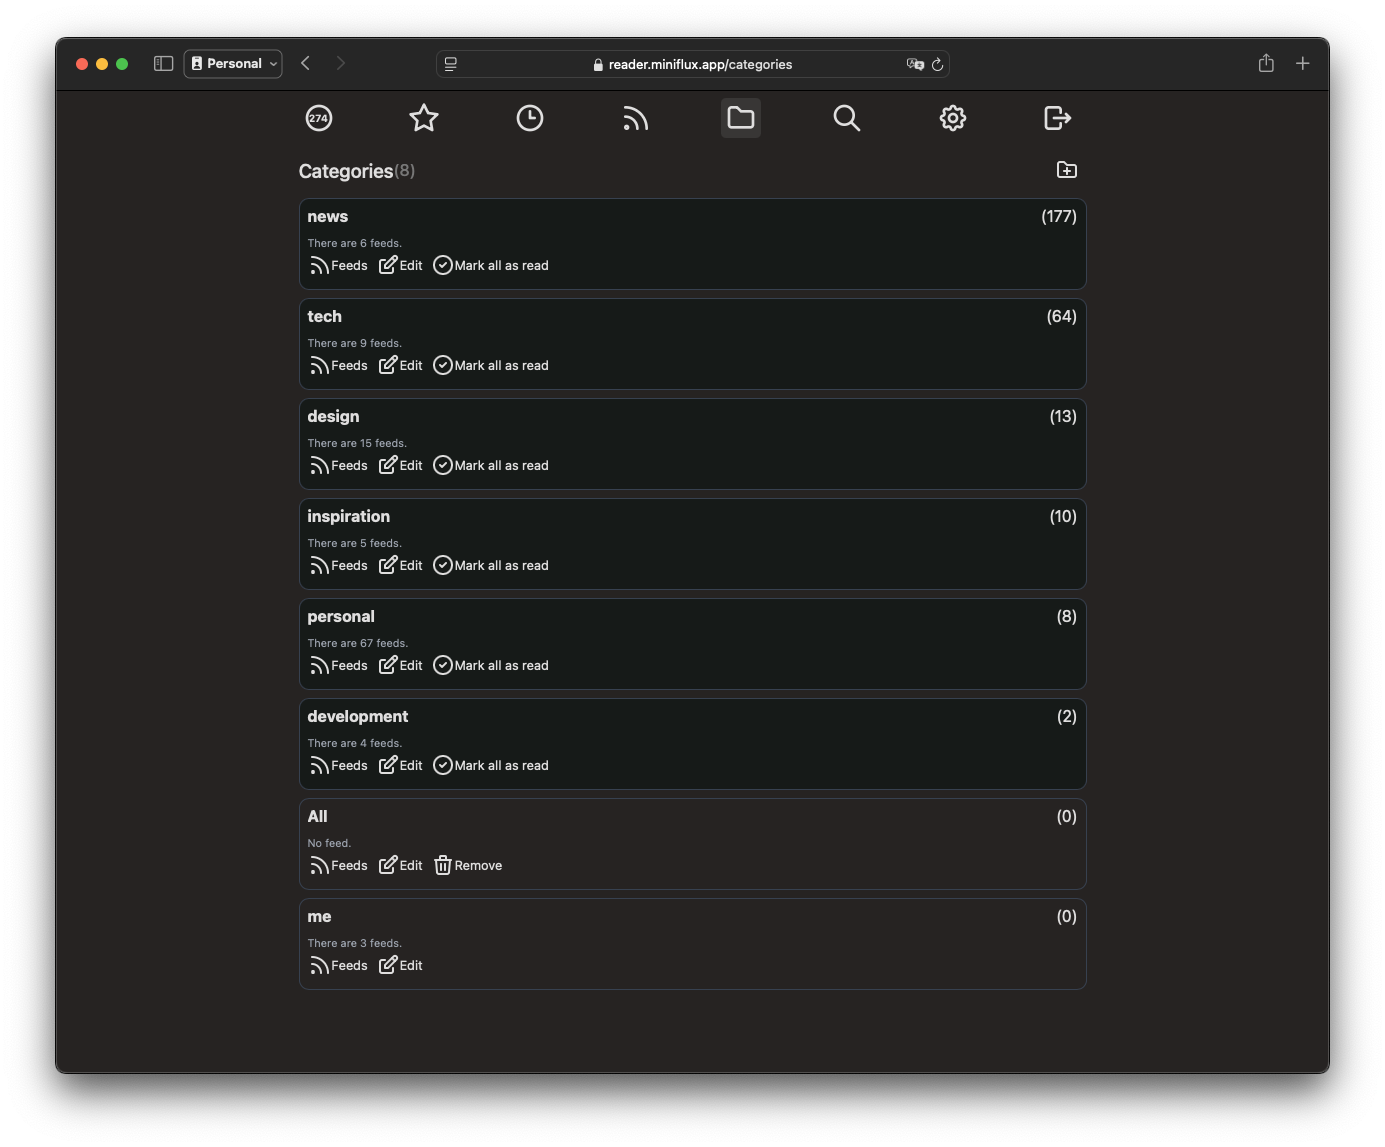 Personal
reader.miniflux.app/categories
274
Categories(8)
news (177)
There are 6 feeds.
Feeds Edit Mark all as read
tech (64)
There are 9 feeds.
Feeds Edit Mark all as read
design (13)
There are 15 feeds.
Feeds Edit Mark all as read
inspiration (10)
There are 5 feeds.
Feeds Edit Mark all as read
personal (8)
There are 67 feeds.
Feeds Edit Mark all as read
development (2)
There are 4 feeds.
Feeds Edit Mark all as read
All (0)
No feed.
Feeds Edit Remove
me (0)
There are 3 feeds.
Feeds Edit